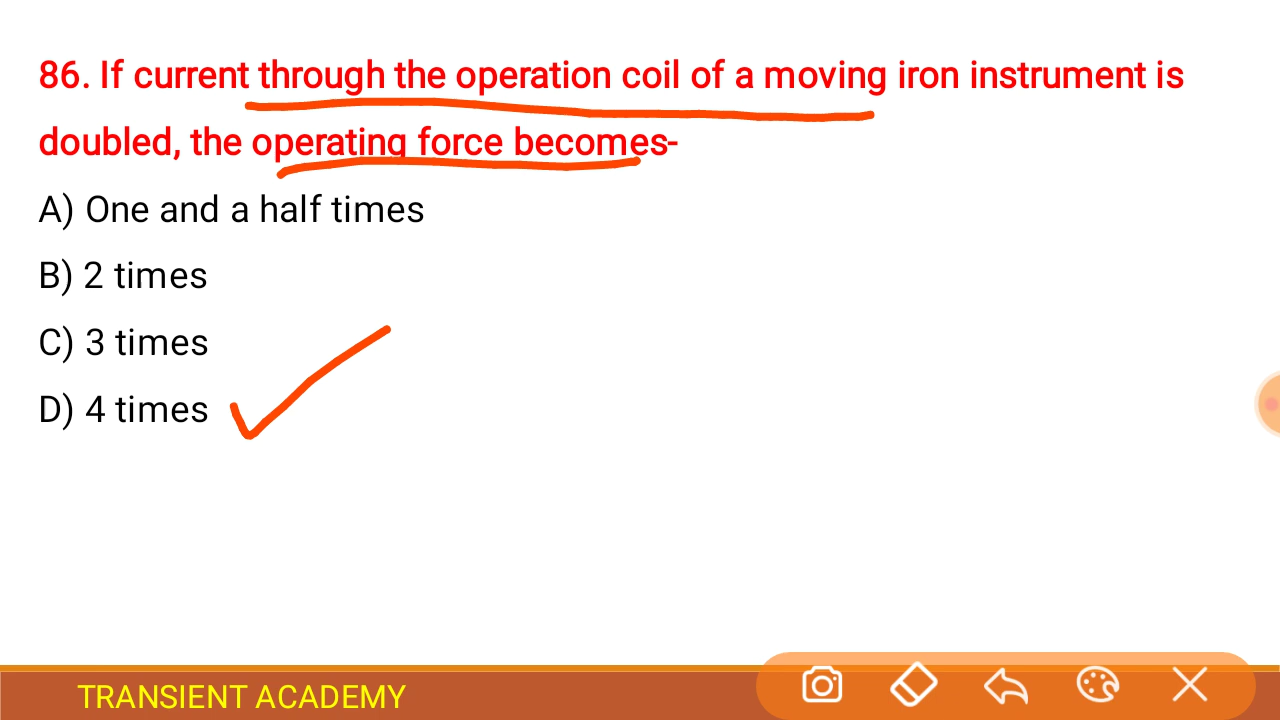 86. If current through the operation coil of a moving iron instrument is
doubled, the operating force becomes-
A) One and a half times
B) 2 times
C) 3 times
D) 4 times
TRANSIENT ACADEMY